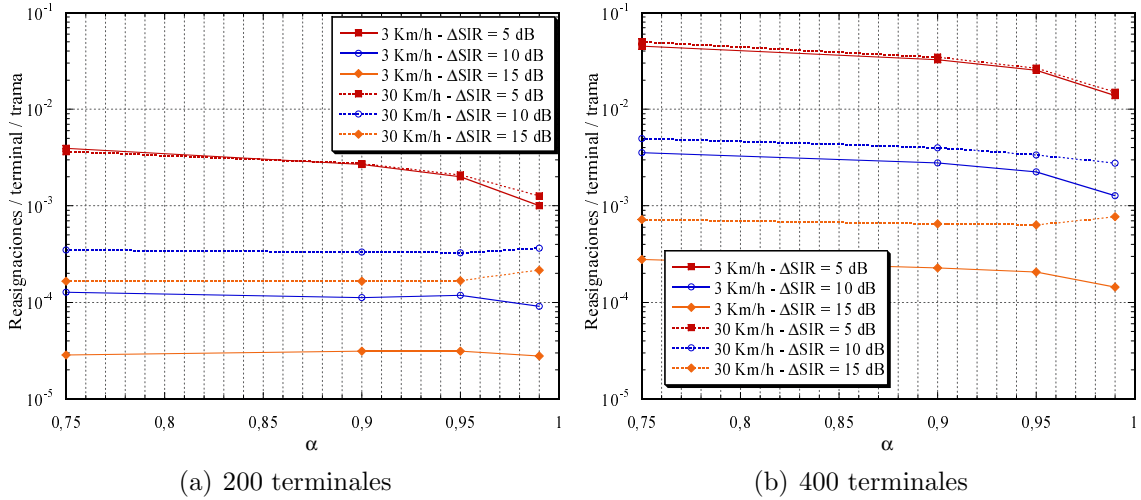 Reasignaciones / terminal / trama
10⁻¹
10⁻²
10⁻³
10⁻⁴
10⁻⁵
3 Km/h - ΔSIR = 5 dB
3 Km/h - ΔSIR = 10 dB
3 Km/h - ΔSIR = 15 dB
30 Km/h - ΔSIR = 5 dB
30 Km/h - ΔSIR = 10 dB
30 Km/h - ΔSIR = 15 dB
0,75 0,8 0,85 0,9 0,95 1
α
(a) 200 terminales
Reasignaciones / terminal / trama
10⁻¹
10⁻²
10⁻³
10⁻⁴
10⁻⁵
3 Km/h - ΔSIR = 5 dB
3 Km/h - ΔSIR = 10 dB
3 Km/h - ΔSIR = 15 dB
30 Km/h - ΔSIR = 5 dB
30 Km/h - ΔSIR = 10 dB
30 Km/h - ΔSIR = 15 dB
0,75 0,8 0,85 0,9 0,95 1
α
(b) 400 terminales